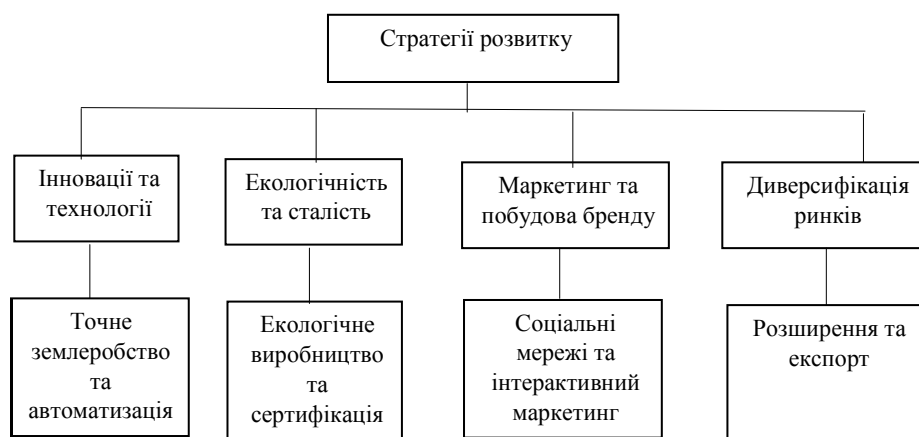 Стратегії розвитку
Інновації та
технології
Екологічність
та сталість
Маркетинг та
побудова бренду
Диверсифікація
ринків
Точне
землеробство
та
автоматизація
Екологічне
виробництво
та
сертифікація
Соціальні
мережі та
інтерактивний
маркетинг
Розширення та
експорт